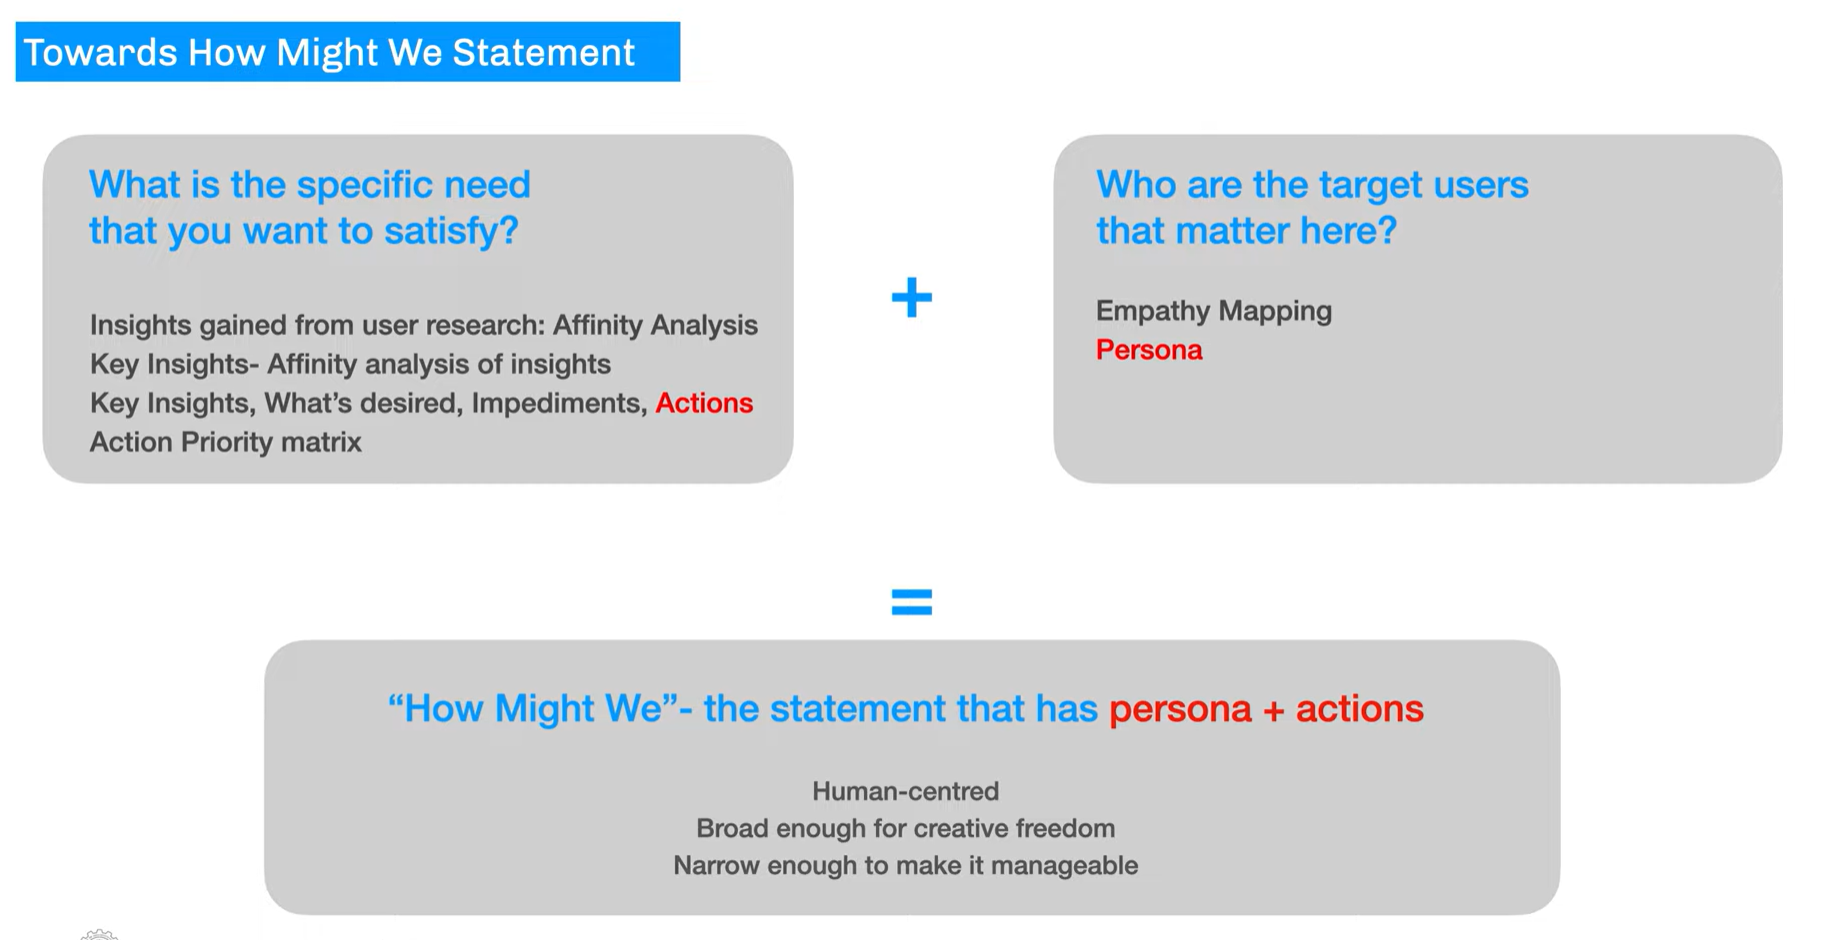 Towards How Might We Statement
What is the specific need
that you want to satisfy?
Insights gained from user research: Affinity Analysis
Key Insights- Affinity analysis of insights
Key Insights, What’s desired, Impediments, Actions
Action Priority matrix
+
Who are the target users
that matter here?
Empathy Mapping
Persona
=
“How Might We”- the statement that has persona + actions
Human-centred
Broad enough for creative freedom
Narrow enough to make it manageable